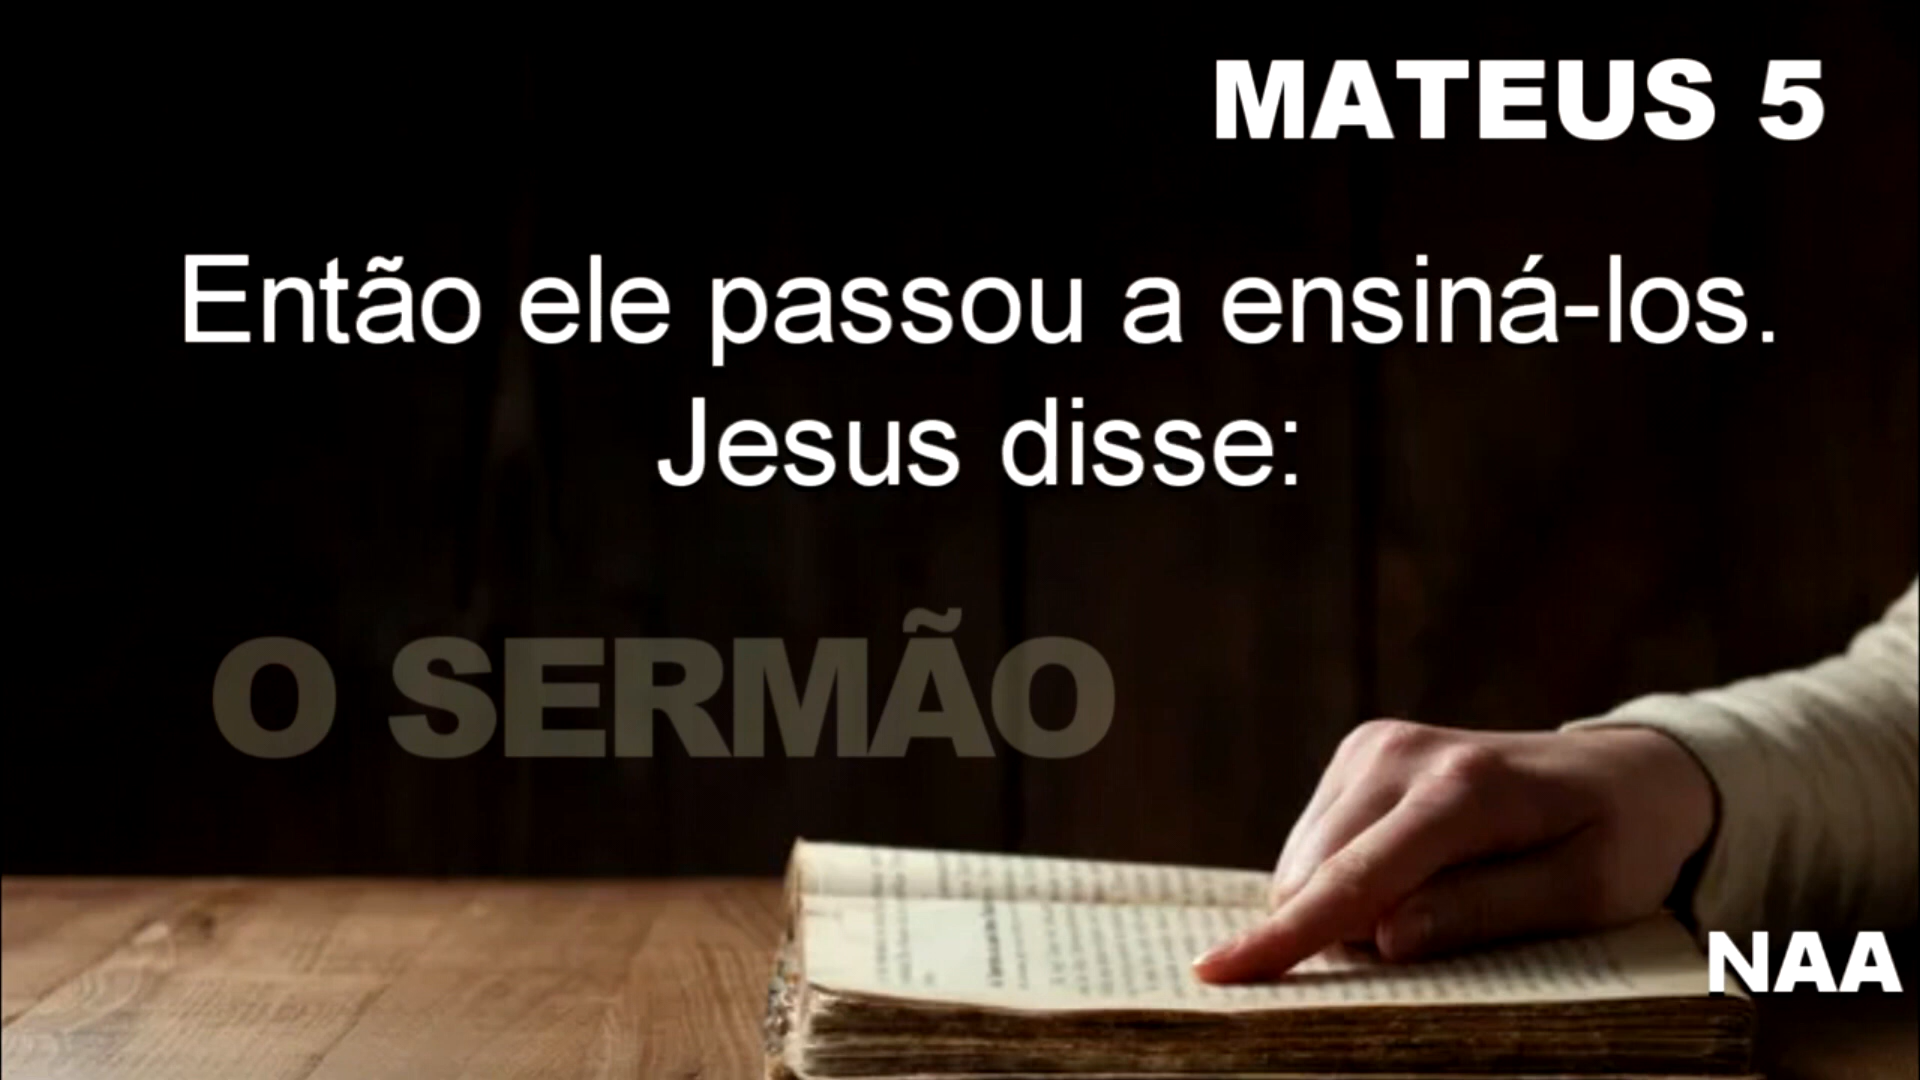 MATEUS 5
Então ele passou a ensiná-los.
Jesus disse:
O SERMÃO
NAA